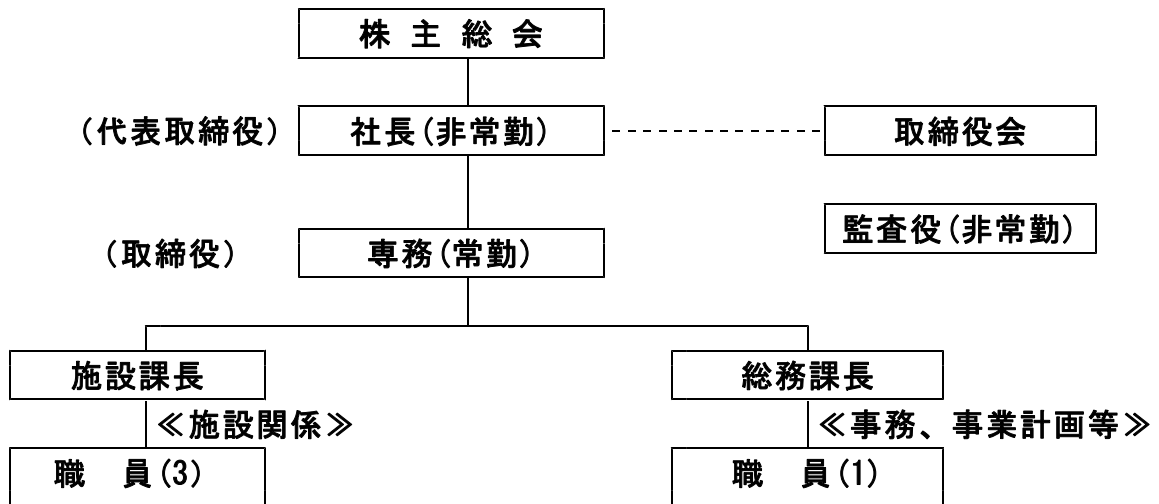 株 主 総 会
(代表取締役)
社長(非常勤)
取締役会
監査役(非常勤)
(取締役)
専務(常勤)
施設課長
総務課長
≪施設関係≫
≪事務、事業計画等≫
職　員(3)
職　員(1)